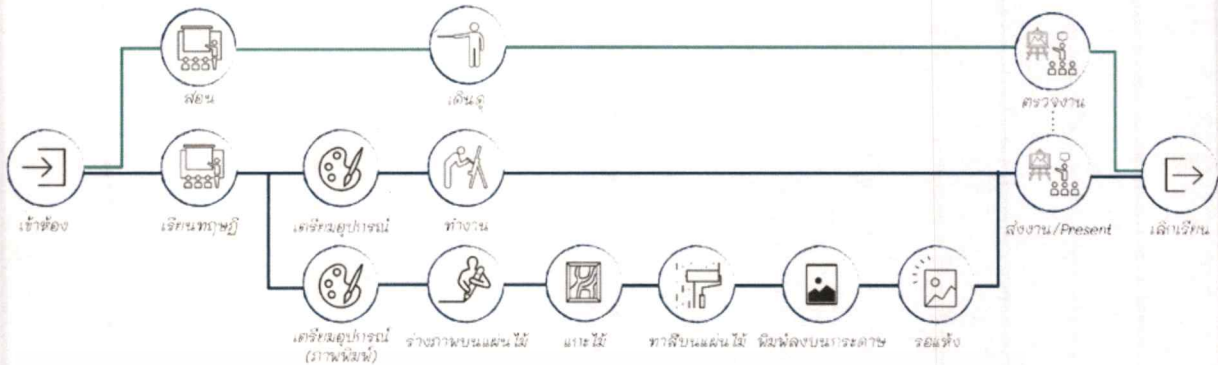 สอน
เดินดู
ตรวจงาน
เข้าห้อง
เรียนทฤษฎี
เตรียมอุปกรณ์
ทำงาน
ส่งงาน/Present
เลิกเรียน
เตรียมอุปกรณ์
(ภาพพิมพ์)
ร่างภาพบนแผ่นไม้
แกะไม้
ทาสีบนแผ่นไม้
พิมพ์ลงบนกระดาษ
รอแห้ง